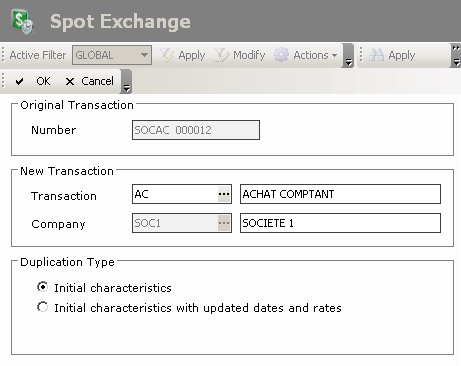 Spot Exchange
Active Filter GLOBAL Apply Modify Actions Apply
OK Cancel
Original Transaction
Number SOCAC 000012
New Transaction
Transaction AC ... ACHAT COMPTANT
Company SOC1 ... SOCIETE 1
Duplication Type
Initial characteristics
Initial characteristics with updated dates and rates